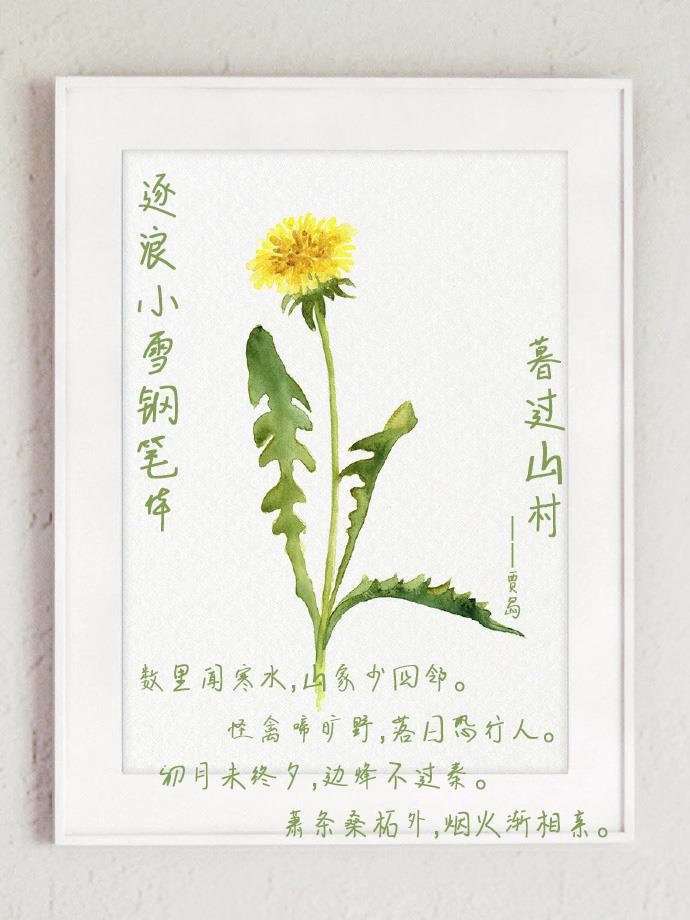 逐浪小雪钢笔体
暮过山村
——贾岛
数里闻寒水,山家少四邻。
怪禽啼旷野,落日恐行人。
初月未终夕,边烽不过秦。
萧条桑柘外,烟火渐相亲。